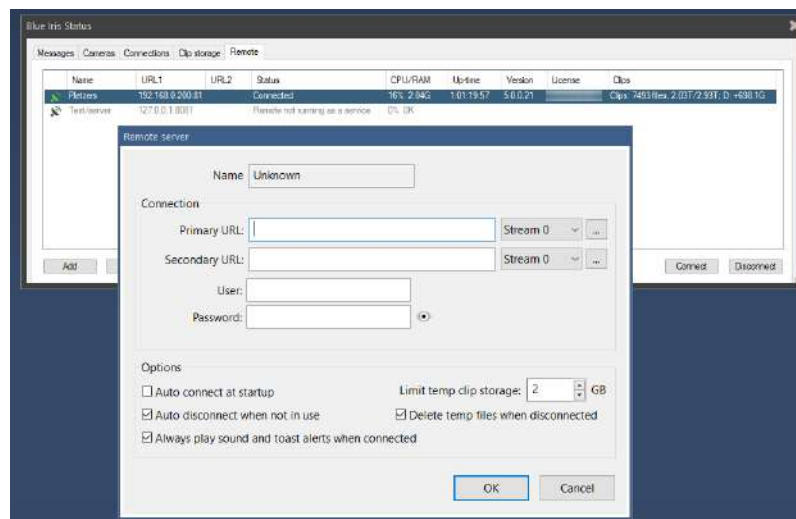 Blue Iris Status
Messages Cameras Connections Clip storage Remote
Name URL1 URL2 Status CPU/RAM Up-time Version License Clips
Pletzers 192.168.0.200:81 Connected 16% 2.84G 1:01:19:57 5.0.0.21 Clips: 7493 files, 2.03T/2.93T; D: +698.1G
127.0.0.1:8081 Remote not running as a service 0% 0K
Remote server
Name Unknown
Connection
Primary URL: Stream 0 ...
Secondary URL: Stream 0 ...
Add Connect Disconnect
User:
Password:
Options
Auto connect at startup Limit temp clip storage: 2 GB
Auto disconnect when not in use Delete temp files when disconnected
Always play sound and toast alerts when connected
OK Cancel